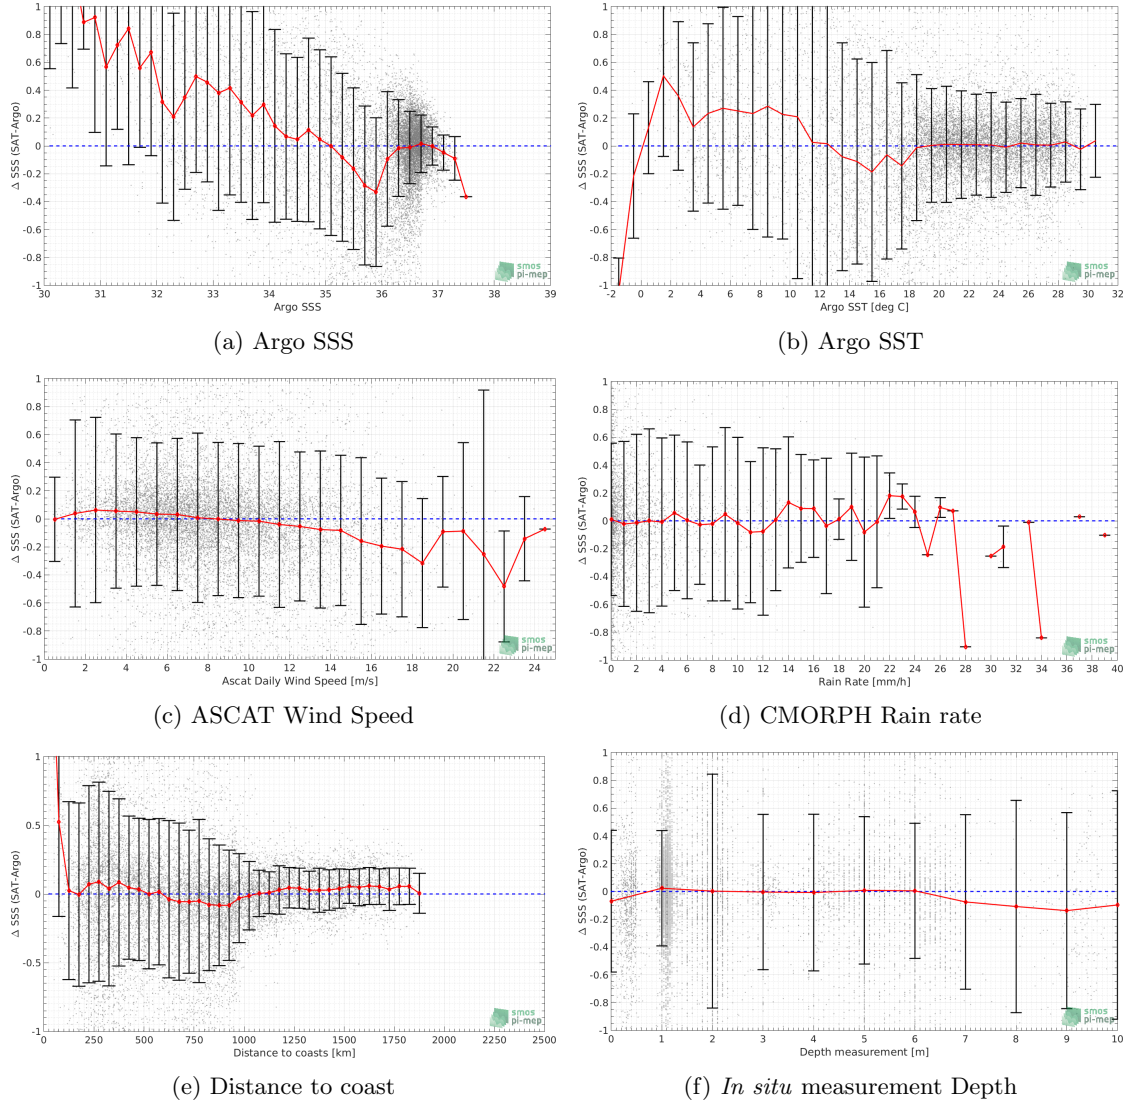 1
0.8
0.6
0.4
0.2
0
-0.2
-0.4
-0.6
-0.8
-1
Δ SSS (SAT-Argo)
30 31 32 33 34 35 36 37 38 39
Argo SSS
smos
pi-mep
(a) Argo SSS
1
0.8
0.6
0.4
0.2
0
-0.2
-0.4
-0.6
-0.8
-1
Δ SSS (SAT-Argo)
-2 0 2 4 6 8 10 12 14 16 18 20 22 24 26 28 30 32
Argo SST [deg C]
smos
pi-mep
(b) Argo SST
1
0.8
0.6
0.4
0.2
0
-0.2
-0.4
-0.6
-0.8
-1
Δ SSS (SAT-Argo)
0 2 4 6 8 10 12 14 16 18 20 22 24
Ascat Daily Wind Speed [m/s]
smos
pi-mep
(c) ASCAT Wind Speed
1
0.8
0.6
0.4
0.2
0
-0.2
-0.4
-0.6
-0.8
-1
Δ SSS (SAT-Argo)
0 2 4 6 8 10 12 14 16 18 20 22 24 26 28 30 32 34 36 38 40
Rain Rate [mm/h]
smos
pi-mep
(d) CMORPH Rain rate
1
0.5
0
-0.5
-1
Δ SSS (SAT-Argo)
0 250 500 750 1000 1250 1500 1750 2000 2250 2500
Distance to coasts [km]
smos
pi-mep
(e) Distance to coast
1
0.8
0.6
0.4
0.2
0
-0.2
-0.4
-0.6
-0.8
-1
Δ SSS (SAT-Argo)
0 1 2 3 4 5 6 7 8 9 10
Depth measurement [m]
smos
pi-mep
(f) In situ measurement Depth